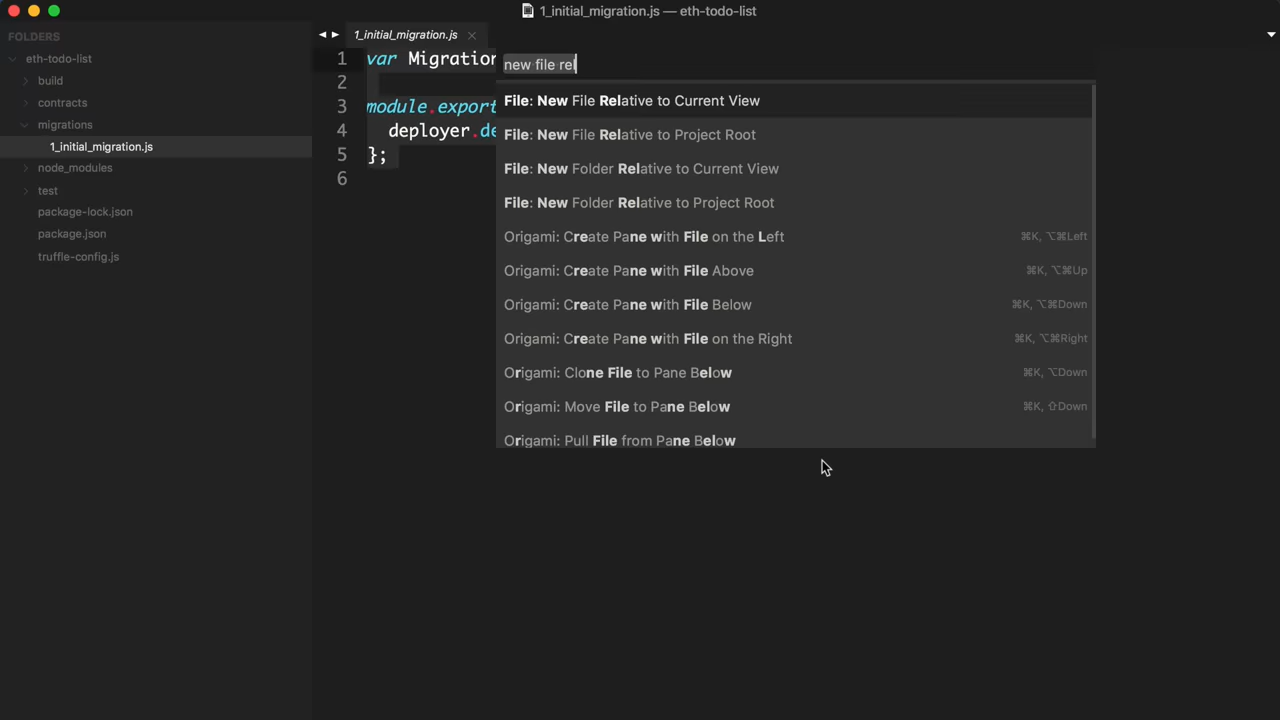 1_initial_migration.js — eth-todo-list
FOLDERS
eth-todo-list
build
contracts
migrations
1_initial_migration.js
node_modules
test
package-lock.json
package.json
truffle-config.js
1_initial_migration.js
1 var Migration
2
3 module.export
4 deployer.de
5 };
6
new file rel
File: New File Relative to Current View
File: New File Relative to Project Root
File: New Folder Relative to Current View
File: New Folder Relative to Project Root
Origami: Create Pane with File on the Left ⌘K, ⌥⌘Left
Origami: Create Pane with File Above ⌘K, ⌥⌘Up
Origami: Create Pane with File Below ⌘K, ⌥⌘Down
Origami: Create Pane with File on the Right ⌘K, ⌥⌘Right
Origami: Clone File to Pane Below ⌘K, ⌥Down
Origami: Move File to Pane Below ⌘K, ⇧Down
Origami: Pull File from Pane Below